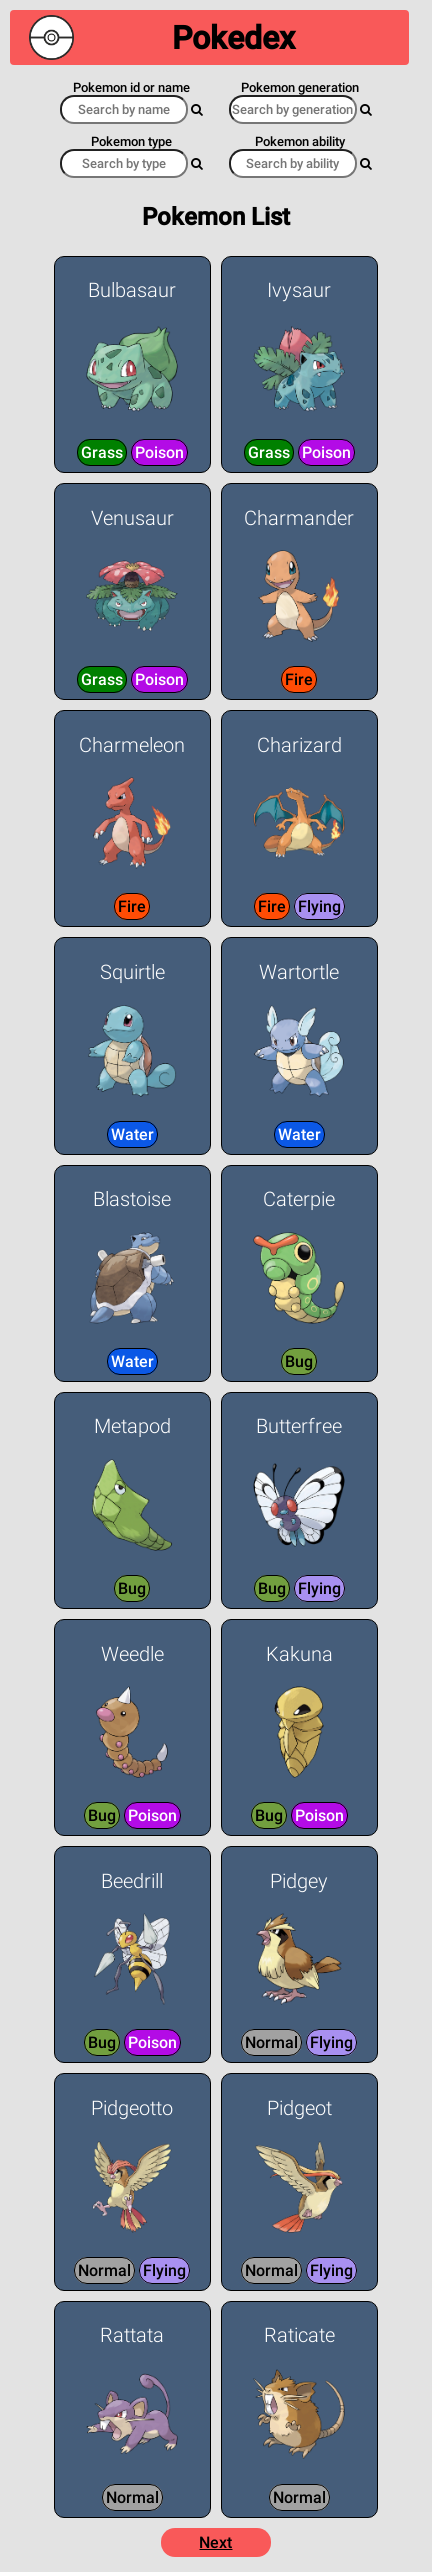 Pokedex
Pokemon id or name Pokemon generation
Search by name Search by generation
Pokemon type Pokemon ability
Search by type Search by ability
Pokemon List
Bulbasaur Ivysaur
Grass Poison Grass Poison
Venusaur Charmander
Grass Poison Fire
Charmeleon Charizard
Fire Fire Flying
Squirtle Wartortle
Water Water
Blastoise Caterpie
Water Bug
Metapod Butterfree
Bug Bug Flying
Weedle Kakuna
Bug Poison Bug Poison
Beedrill Pidgey
Bug Poison Normal Flying
Pidgeotto Pidgeot
Normal Flying Normal Flying
Rattata Raticate
Normal Normal
Next